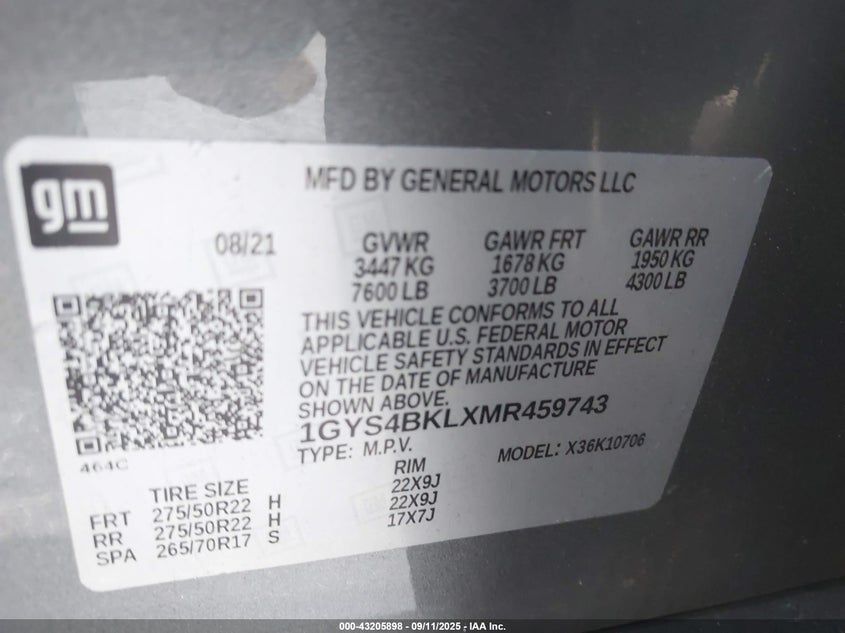 gm
MFD BY GENERAL MOTORS LLC
08/21
GVWR
3447 KG
7600 LB
GAWR FRT
1678 KG
3700 LB
GAWR RR
1950 KG
4300 LB
THIS VEHICLE CONFORMS TO ALL
APPLICABLE U.S. FEDERAL MOTOR
VEHICLE SAFETY STANDARDS IN EFFECT
ON THE DATE OF MANUFACTURE
SHOWN ABOVE.
1GYS4BKLXMR459743
TYPE: M.P.V. MODEL: X36K10706
464C
TIRE SIZE RIM
FRT 275/50R22 H 22X9J
RR 275/50R22 H 22X9J
SPA 265/70R17 S 17X7J
000-43205898 - 09/11/2025 - IAA Inc.